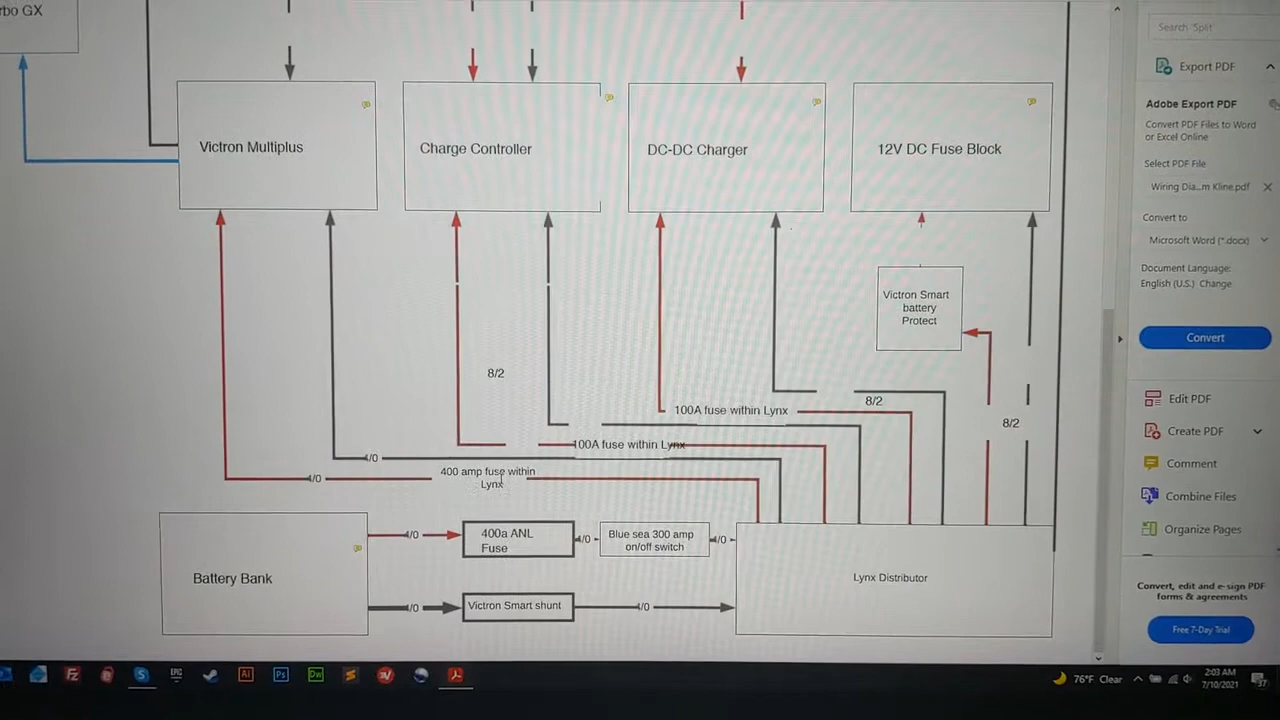 rbo GX
Victron Multiplus
Charge Controller
DC-DC Charger
12V DC Fuse Block
Victron Smart
battery
Protect
8/2
100A fuse within Lynx
8/2
8/2
100A fuse within Lynx
4/0
400 amp fuse within
Lynx
4/0
Battery Bank
4/0
400a ANL
Fuse
4/0
Blue sea 300 amp
on/off switch
4/0
4/0
Victron Smart shunt
4/0
Lynx Distributor
Search 'Split'
Export PDF
Adobe Export PDF
Convert PDF Files to Word
or Excel Online
Select PDF File
Wiring Dia...m Kline.pdf
Convert to
Microsoft Word (*.docx)
Document Language:
English (U.S.) Change
Convert
Edit PDF
Create PDF
Comment
Combine Files
Organize Pages
Convert, edit and e-sign PDF
forms & agreements
Free 7-Day Trial
Fz
S
EPIC
Ai
Ps
Dw
76°F Clear
2:03 AM
7/10/2021
37